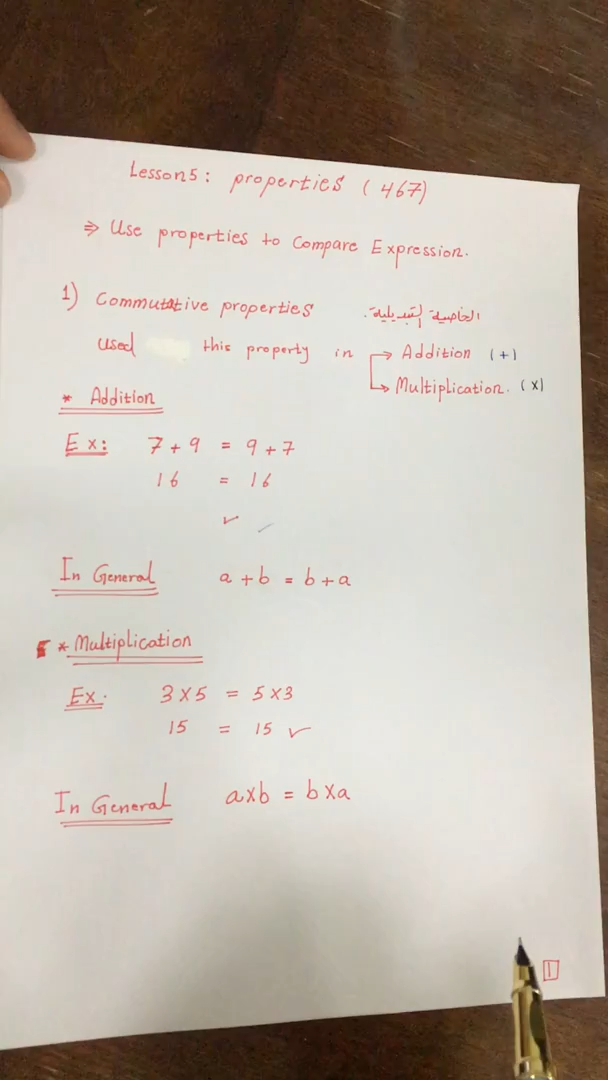 Lesson5: properties (467)
⇒ Use properties to Compare Expression.
1) Commutative properties الخاصية التبديلية.
used this property in → Addition (+)
→ Multiplication. (x)
* Addition
Ex: 7 + 9 = 9 + 7
16 = 16
✓
In General a + b = b + a
* Multiplication
Ex. 3 x 5 = 5 x 3
15 = 15 ✓
In General a x b = b x a
1